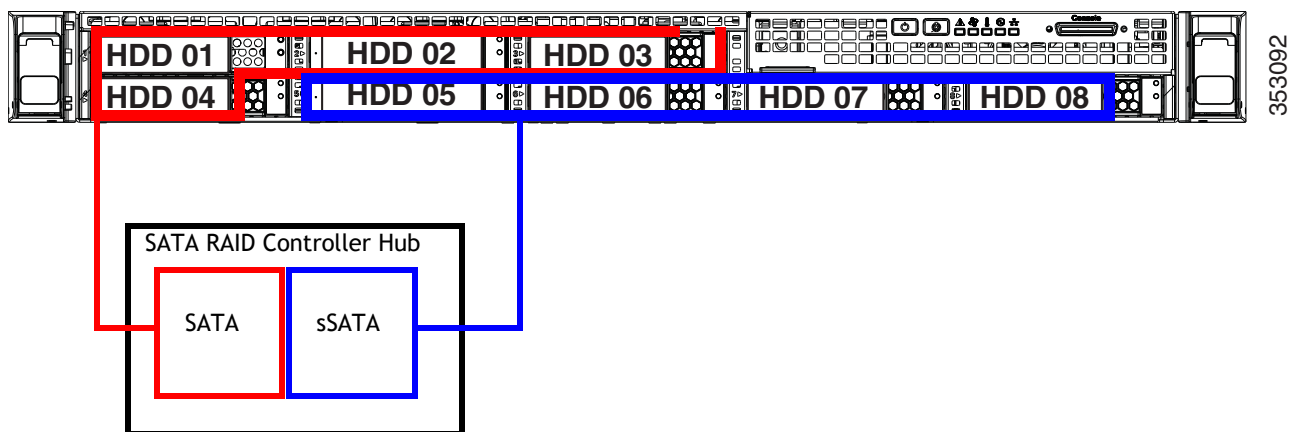 Console
HDD 01 HDD 02 HDD 03
HDD 04 HDD 05 HDD 06 HDD 07 HDD 08
353092
SATA RAID Controller Hub
SATA sSATA